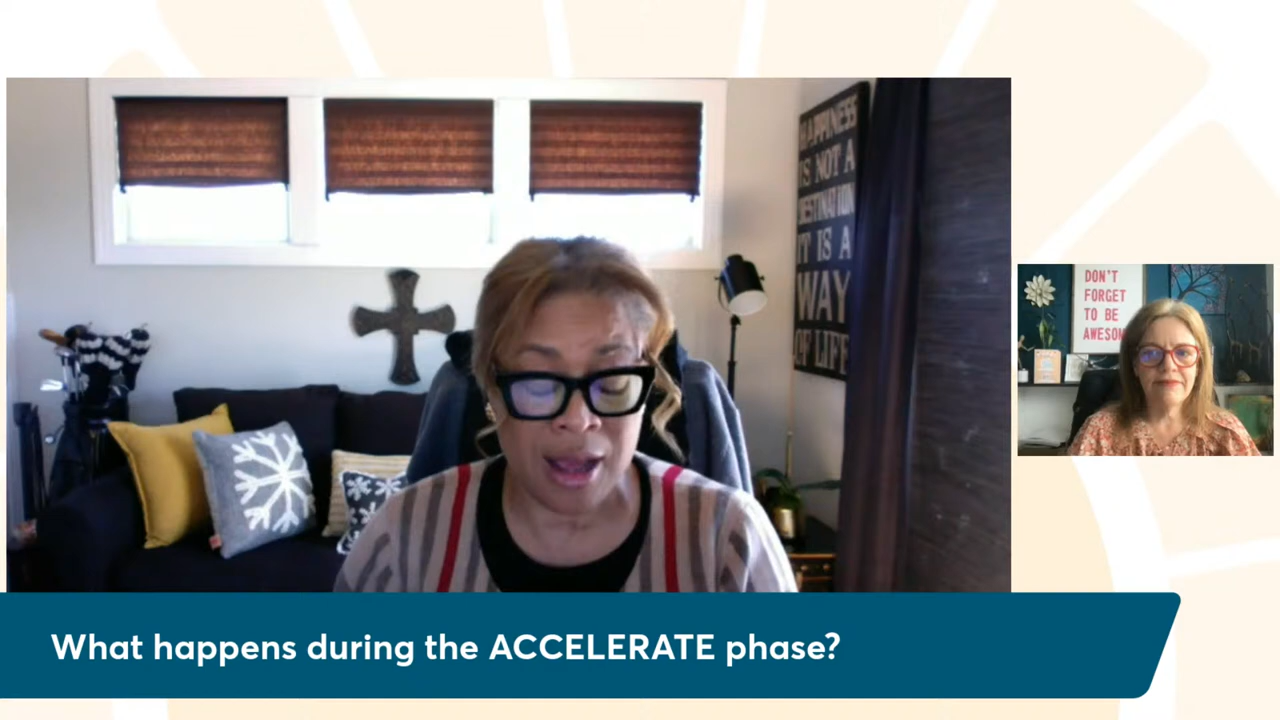 HAPPINESS
IS NOT A
DESTINATION
IT IS A
WAY
OF LIFE
DON'T
FORGET
TO BE
AWESOM
What happens during the ACCELERATE phase?